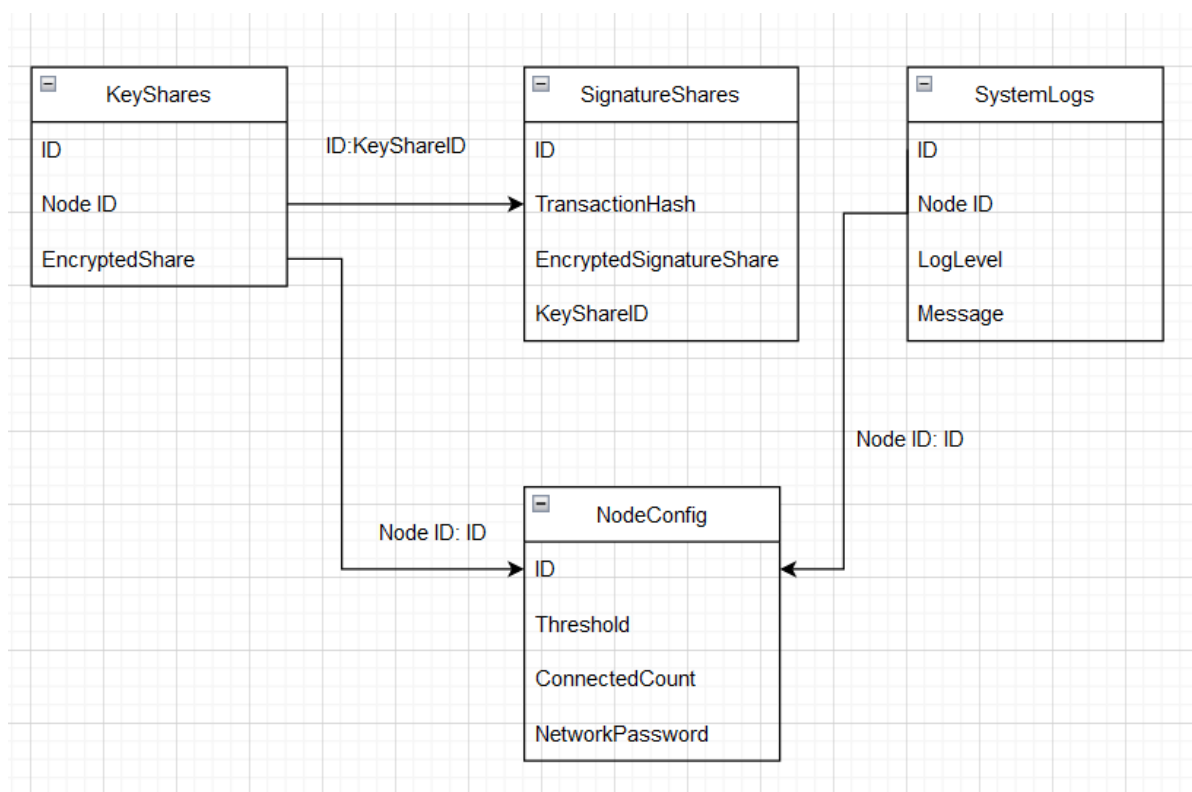 KeyShares
ID
Node ID
EncryptedShare
ID:KeyShareID
SignatureShares
ID
TransactionHash
EncryptedSignatureShare
KeyShareID
SystemLogs
ID
Node ID
LogLevel
Message
Node ID: ID
Node ID: ID
NodeConfig
ID
Threshold
ConnectedCount
NetworkPassword